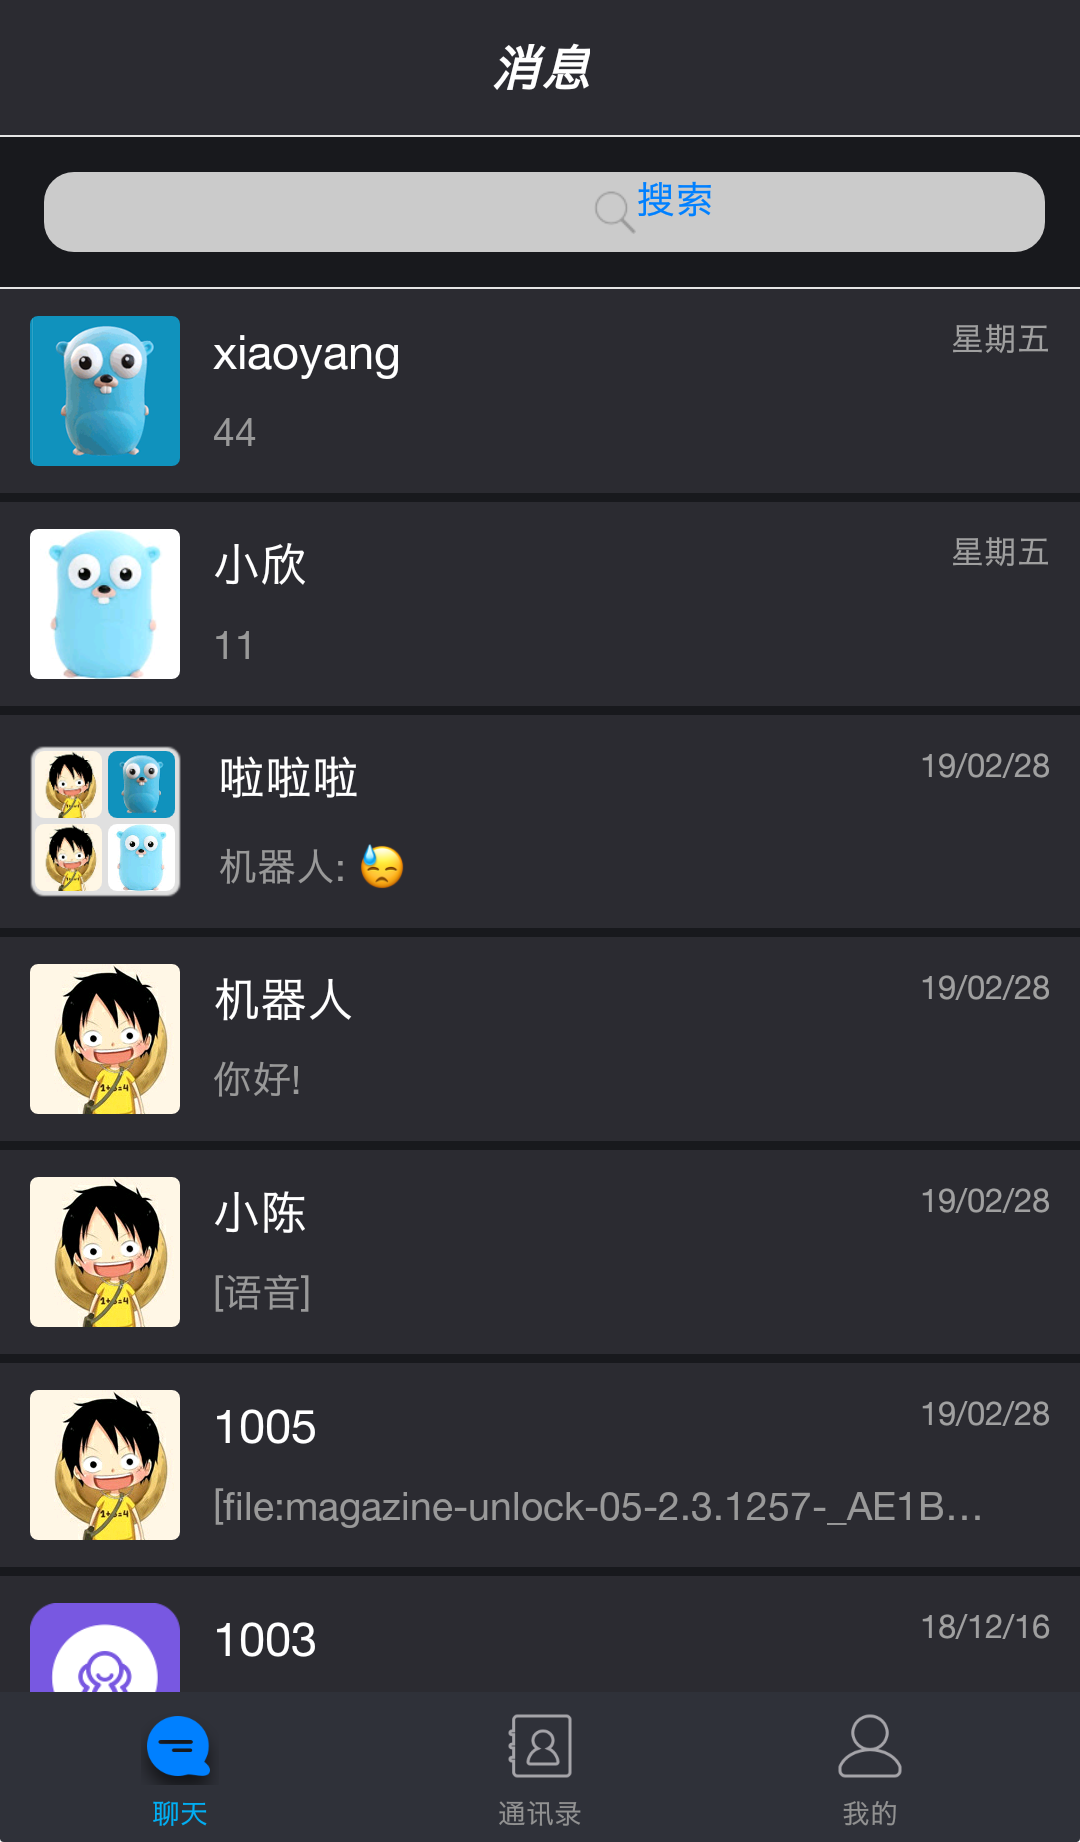 消息
搜索
xiaoyang
星期五
44
小欣
星期五
11
啦啦啦
19/02/28
机器人: 😓
机器人
19/02/28
你好!
小陈
19/02/28
[语音]
1005
19/02/28
[file:magazine-unlock-05-2.3.1257-_AE1B...
1003
18/12/16
聊天
通讯录
我的